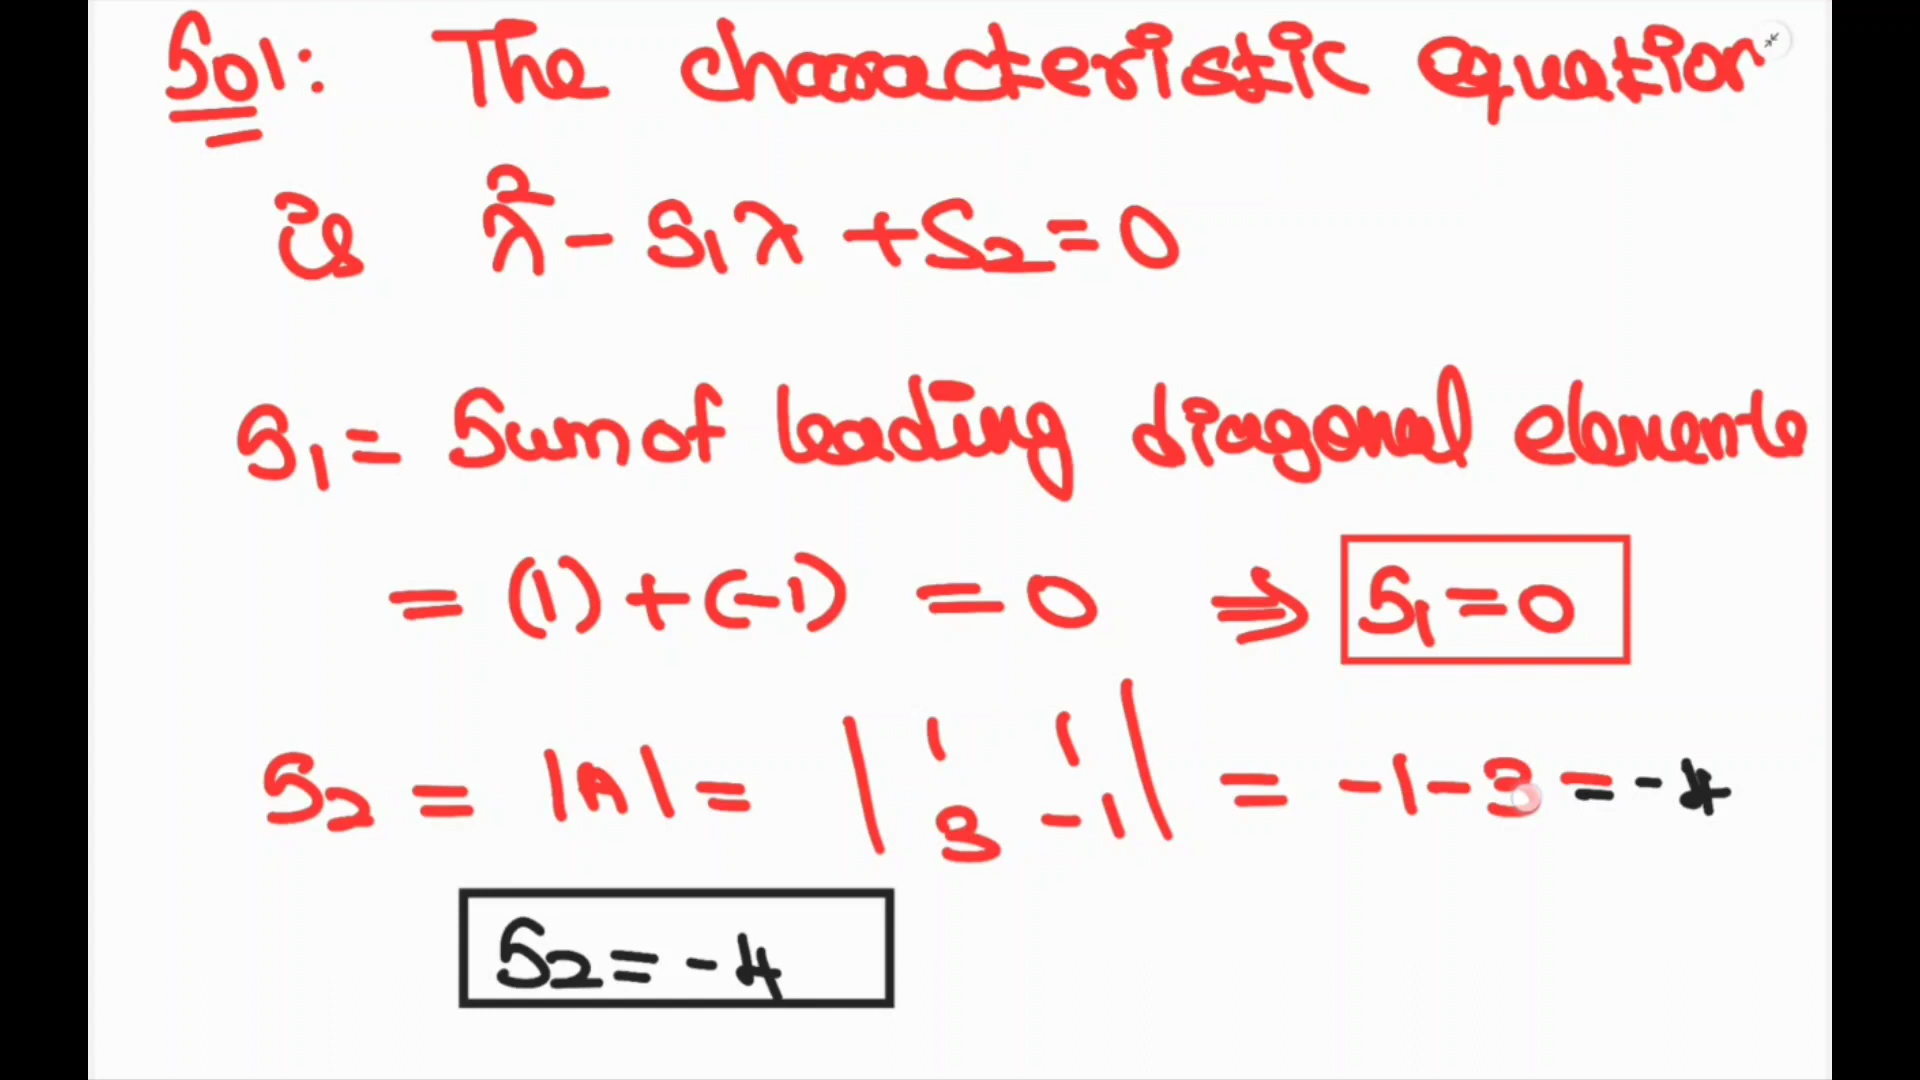 Sol: The characteristic equation
is λ² - S₁λ + S₂ = 0
S₁ = Sum of leading diagonal elements
= (1) + (-1) = 0 ⇒ S₁ = 0
S₂ = |A| = | 1 1 | = -1 - 3 = -4
3 -1
S₂ = -4